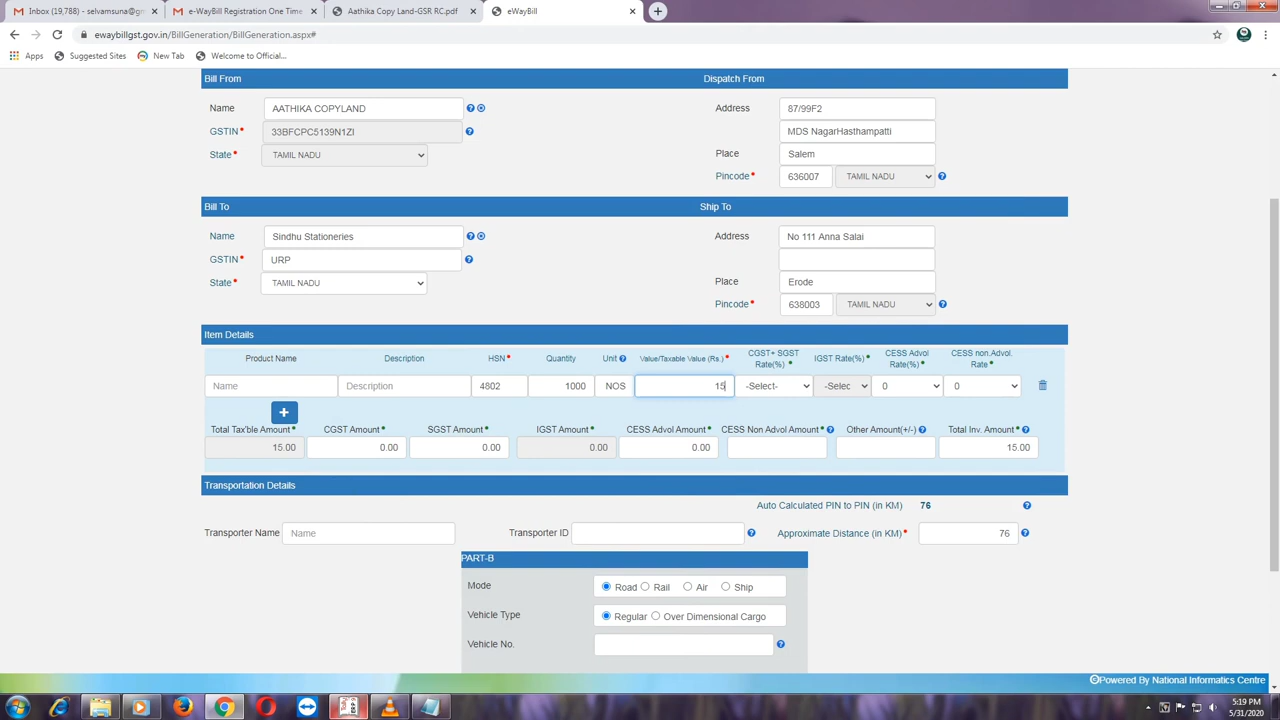 Inbox (19,788) - selvamsuna@gm
e-WayBill Registration One Time
Aathika Copy Land-GSR RC.pdf
eWayBill
ewaybillgst.gov.in/BillGeneration/BillGeneration.aspx#
Apps Suggested Sites New Tab Welcome to Official...
Bill From Dispatch From
Name AATHIKA COPYLAND Address 87/99F2
GSTIN 33BFCPC5139N1ZI MDS NagarHasthampatti
State TAMIL NADU Place Salem
Pincode 636007 TAMIL NADU
Bill To Ship To
Name Sindhu Stationeries Address No 111 Anna Salai
GSTIN URP
State TAMIL NADU Place Erode
Pincode 638003 TAMIL NADU
Item Details
Product Name Description HSN Quantity Unit Value/Taxable Value (Rs.) CGST+ SGST Rate(%) IGST Rate(%) CESS Advol Rate(%) CESS non.Advol. Rate
Name Description 4802 1000 NOS 15 -Select- -Selec 0 0
Total Tax'ble Amount CGST Amount SGST Amount IGST Amount CESS Advol Amount CESS Non Advol Amount Other Amount(+/-) Total Inv. Amount
15.00 0.00 0.00 0.00 0.00 15.00
Transportation Details
Auto Calculated PIN to PIN (in KM) 76
Transporter Name Name Transporter ID Approximate Distance (in KM) 76
PART-B
Mode Road Rail Air Ship
Vehicle Type Regular Over Dimensional Cargo
Vehicle No.
Powered By National Informatics Centre
5:19 PM
5/31/2020